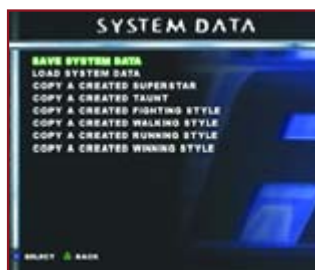 SYSTEM DATA
SAVE SYSTEM DATA
LOAD SYSTEM DATA
COPY A CREATED SUPERSTAR
COPY A CREATED TAUNT
COPY A CREATED FIGHTING STYLE
COPY A CREATED WALKING STYLE
COPY A CREATED RUNNING STYLE
COPY A CREATED WINNING STYLE
SELECT BACK